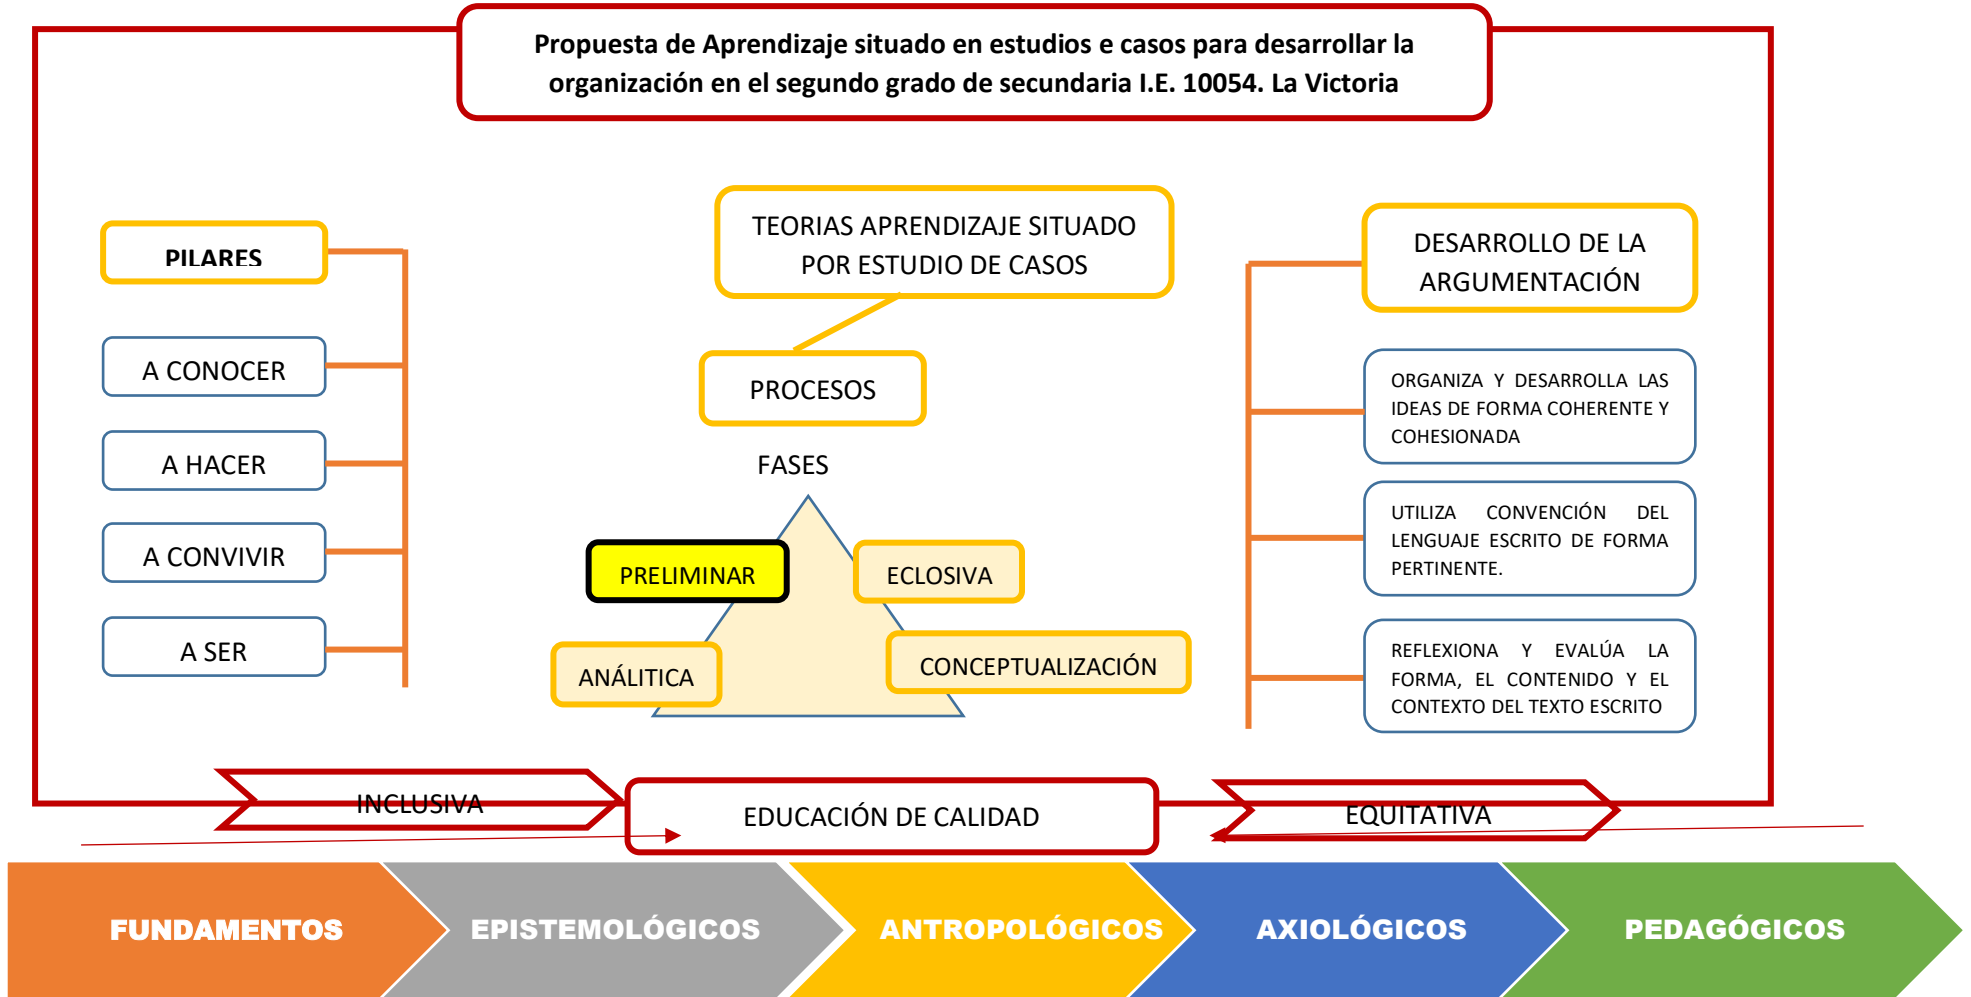 Propuesta de Aprendizaje situado en estudios e casos para desarrollar la
organización en el segundo grado de secundaria I.E. 10054. La Victoria
PILARES
A CONOCER
A HACER
A CONVIVIR
A SER
TEORIAS APRENDIZAJE SITUADO
POR ESTUDIO DE CASOS
PROCESOS
FASES
PRELIMINAR
ECLOSIVA
ANÁLITICA
CONCEPTUALIZACIÓN
DESARROLLO DE LA
ARGUMENTACIÓN
ORGANIZA Y DESARROLLA LAS
IDEAS DE FORMA COHERENTE Y
COHESIONADA
UTILIZA CONVENCIÓN DEL
LENGUAJE ESCRITO DE FORMA
PERTINENTE.
REFLEXIONA Y EVALÚA LA
FORMA, EL CONTENIDO Y EL
CONTEXTO DEL TEXTO ESCRITO
INCLUSIVA
EDUCACIÓN DE CALIDAD
EQUITATIVA
FUNDAMENTOS
EPISTEMOLÓGICOS
ANTROPOLÓGICOS
AXIOLÓGICOS
PEDAGÓGICOS